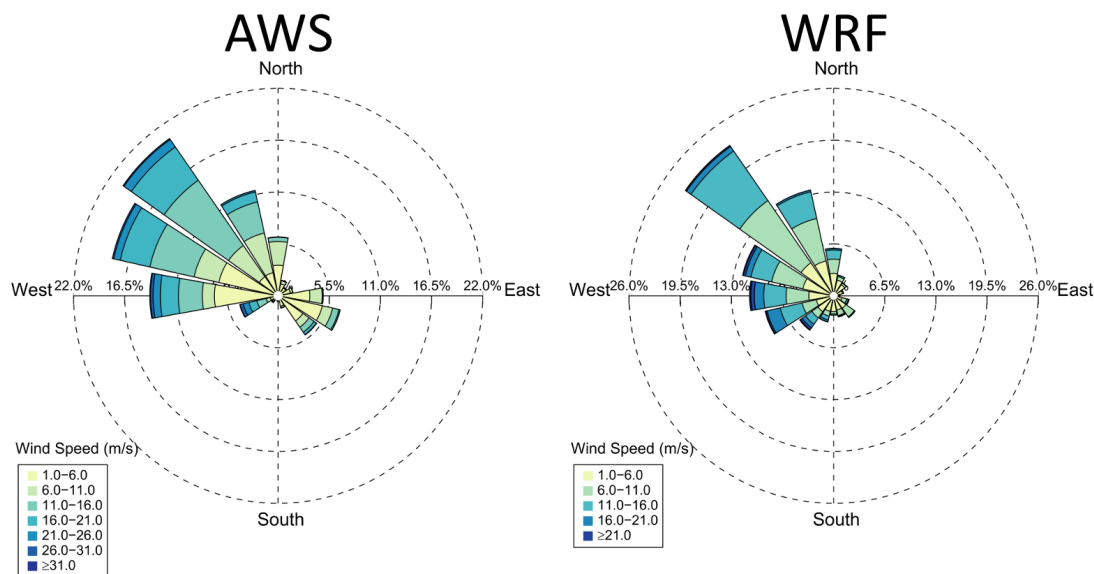 AWS
North
West 22.0% 16.5% 5.5% 11.0% 16.5% 22.0% East
South
Wind Speed (m/s)
1.0−6.0
6.0−11.0
11.0−16.0
16.0−21.0
21.0−26.0
26.0−31.0
≥31.0
WRF
North
West 26.0% 19.5% 13.0% 6.5% 13.0% 19.5% 26.0% East
South
Wind Speed (m/s)
1.0−6.0
6.0−11.0
11.0−16.0
16.0−21.0
≥21.0